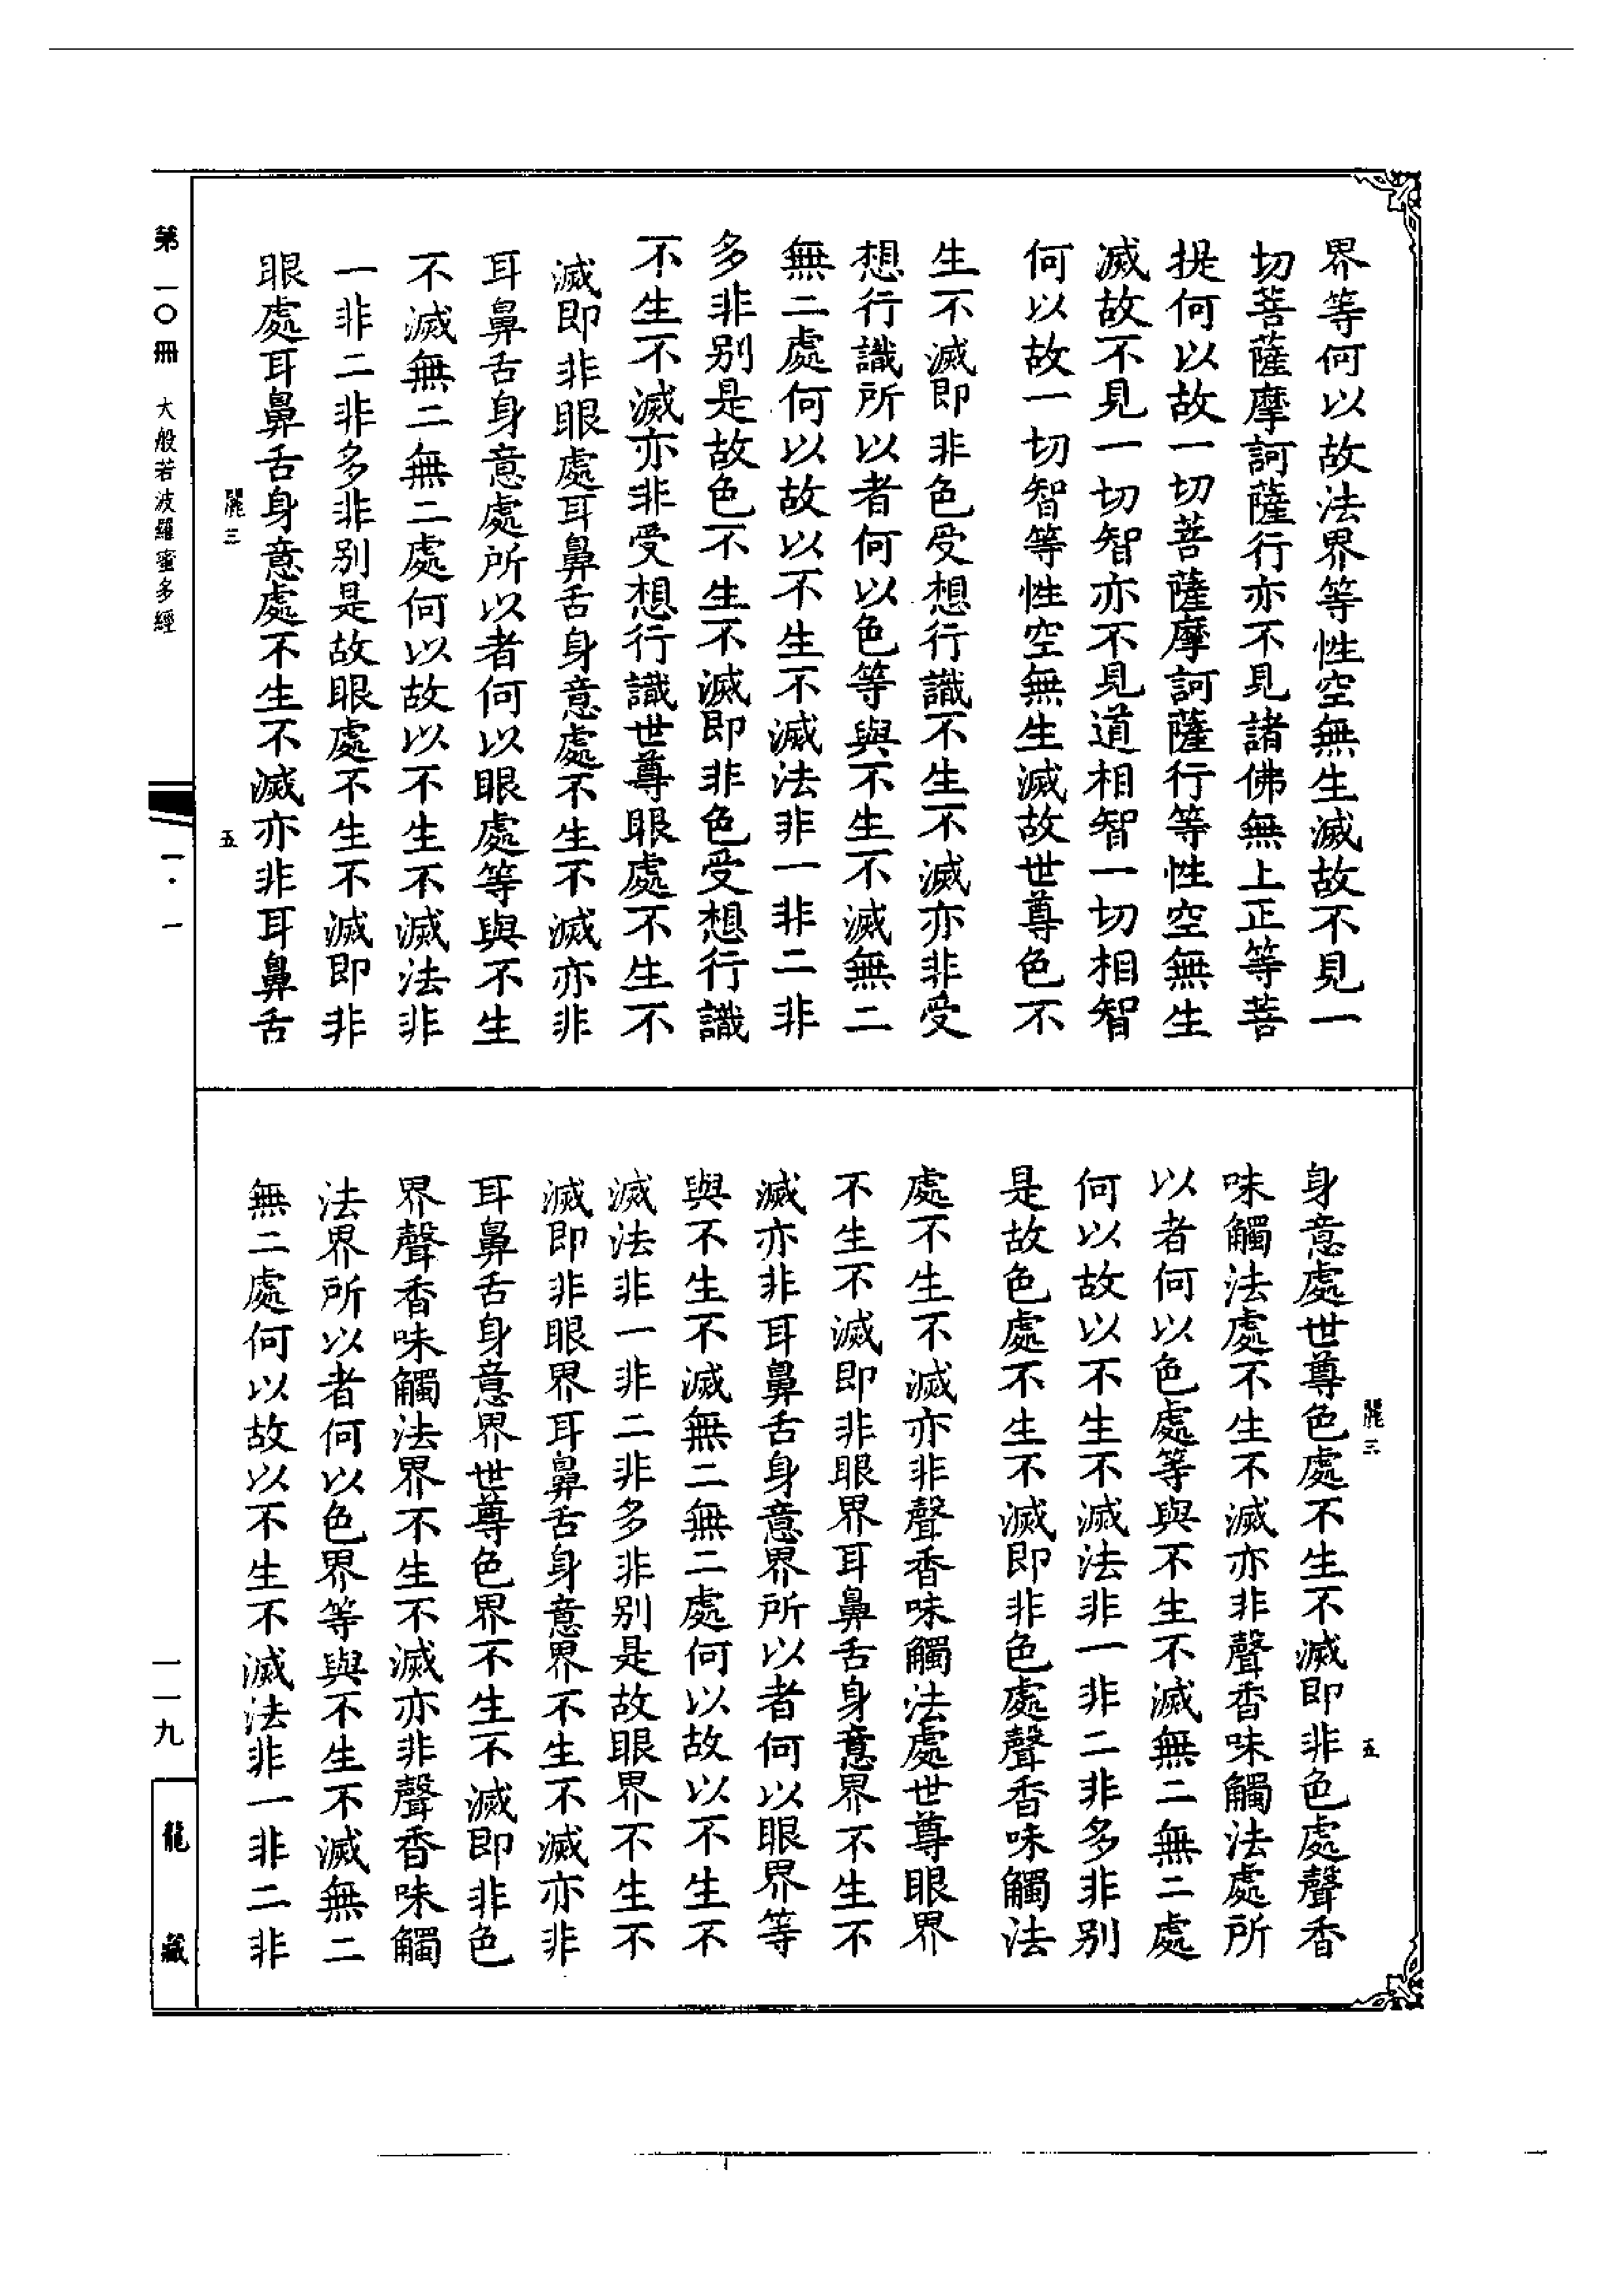 界等何以故法界等性空無生滅故不見一
切菩薩摩訶薩行亦不見諸佛無上正等菩
提何以故一切菩薩摩訶薩行等性空無生
滅故不見一切智亦不見道相智一切相智
何以故一切智等性空無生滅故世尊色不
生不滅即非色受想行識不生不滅亦非受
想行識所以者何以色等與不生不滅無二
無二處何以故以不生不滅法非一非二非
多非別是故色不生不滅即非色受想行識
不生不滅亦非受想行識世尊眼處不生不
滅即非眼處耳鼻舌身意處不生不滅亦非
耳鼻舌身意處所以者何以眼處等與不生
不滅無二無二處何以故以不生不滅法非
一非二非多非別是故眼處不生不滅即非
眼處耳鼻舌身意處不生不滅亦非耳鼻舌
麗三 五
身意處世尊色處不生不滅即非色處聲香
味觸法處不生不滅亦非聲香味觸法處所
以者何以色處等與不生不滅無二無二處
何以故以不生不滅法非一非二非多非別
是故色處不生不滅即非色處聲香味觸法
處不生不滅亦非聲香味觸法處世尊眼界
不生不滅即非眼界耳鼻舌身意界不生不
滅亦非耳鼻舌身意界所以者何以眼界等
與不生不滅無二無二處何以故以不生不
滅法非一非二非多非別是故眼界不生不
滅即非眼界耳鼻舌身意界不生不滅亦非
耳鼻舌身意界世尊色界不生不滅即非色
界聲香味觸法界不生不滅亦非聲香味觸
法界所以者何以色界等與不生不滅無二
無二處何以故以不生不滅法非一非二非
麗三 五
第一〇冊 大般若波羅蜜多經
一·一
一一九
龍藏